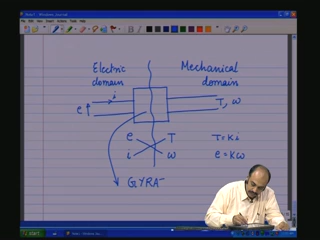 Electric domain
Mechanical domain
i
e
T, ω
e T
i ω
T = Ki
e = Kω
GYRA-